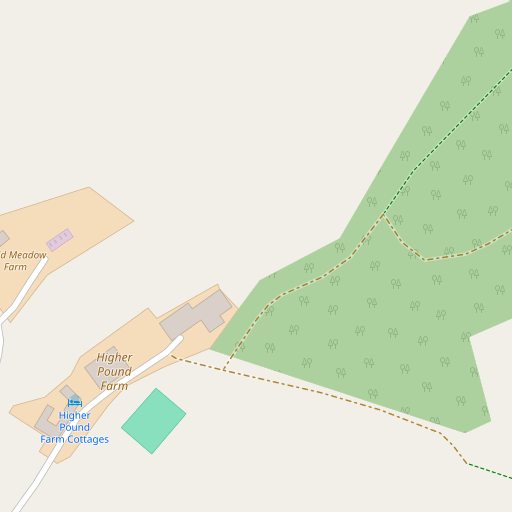 Meadow
Farm
Higher
Pound
Farm
Higher
Pound
Farm Cottages